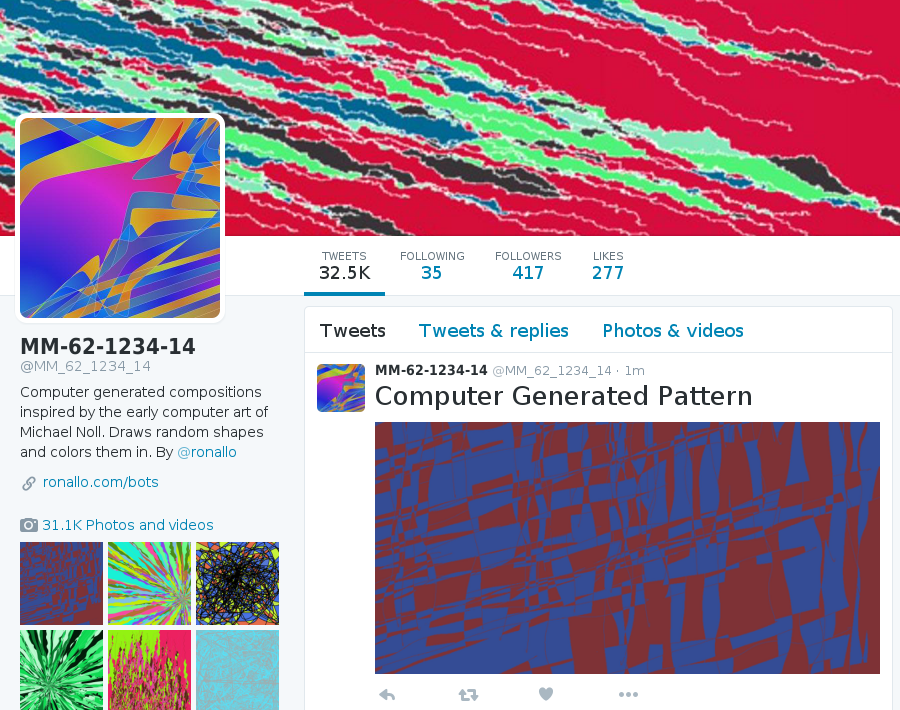 TWEETS FOLLOWING FOLLOWERS LIKES
32.5K 35 417 277
MM-62-1234-14
@MM_62_1234_14
Computer generated compositions
inspired by the early computer art of
Michael Noll. Draws random shapes
and colors them in. By @ronallo
ronallo.com/bots
31.1K Photos and videos
Tweets Tweets & replies Photos & videos
MM-62-1234-14 @MM_62_1234_14 · 1m
Computer Generated Pattern